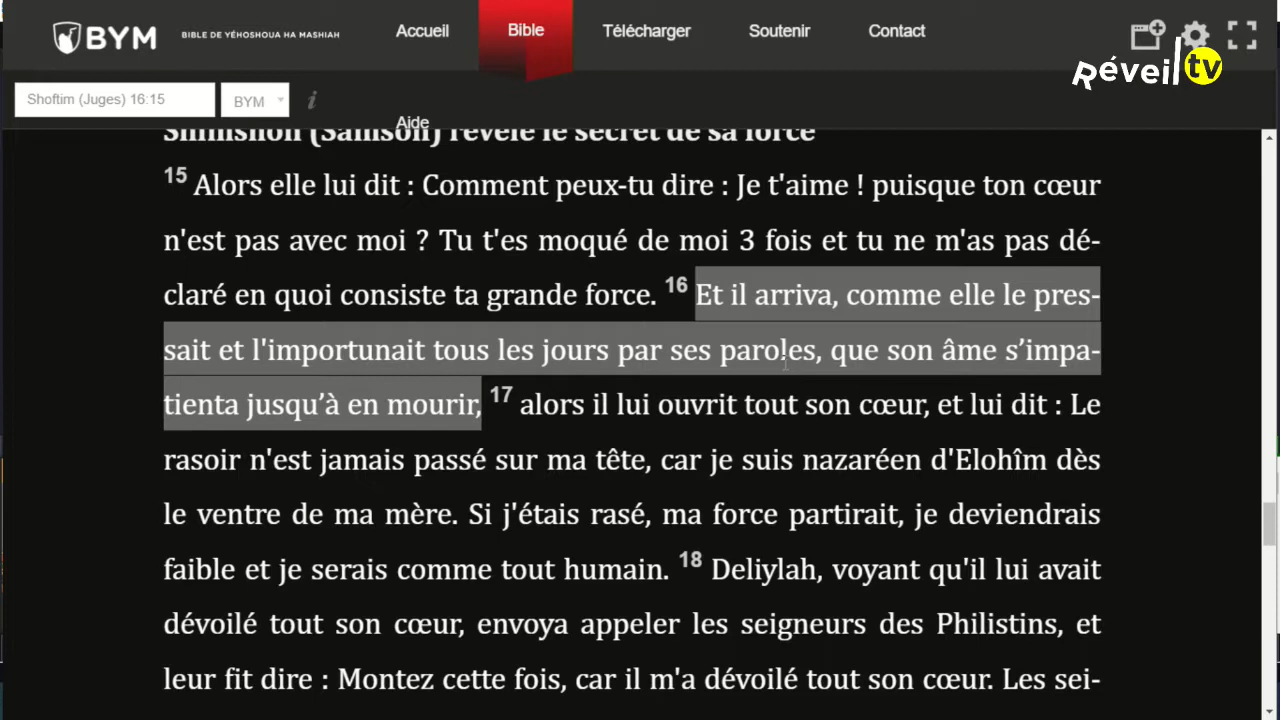 BYM BIBLE DE YÉHOSHOUA HA MASHIAH Accueil Bible Télécharger Soutenir Contact
Réveil tv
Shoftim (Juges) 16:15 BYM i
Aide
Shimshon (Samson) révèle le secret de sa force
15 Alors elle lui dit : Comment peux-tu dire : Je t'aime ! puisque ton cœur
n'est pas avec moi ? Tu t'es moqué de moi 3 fois et tu ne m'as pas dé-
claré en quoi consiste ta grande force. 16 Et il arriva, comme elle le pres-
sait et l'importunait tous les jours par ses paroles, que son âme s’impa-
tienta jusqu’à en mourir, 17 alors il lui ouvrit tout son cœur, et lui dit : Le
rasoir n'est jamais passé sur ma tête, car je suis nazaréen d'Elohîm dès
le ventre de ma mère. Si j'étais rasé, ma force partirait, je deviendrais
faible et je serais comme tout humain. 18 Deliylah, voyant qu'il lui avait
dévoilé tout son cœur, envoya appeler les seigneurs des Philistins, et
leur fit dire : Montez cette fois, car il m'a dévoilé tout son cœur. Les sei-